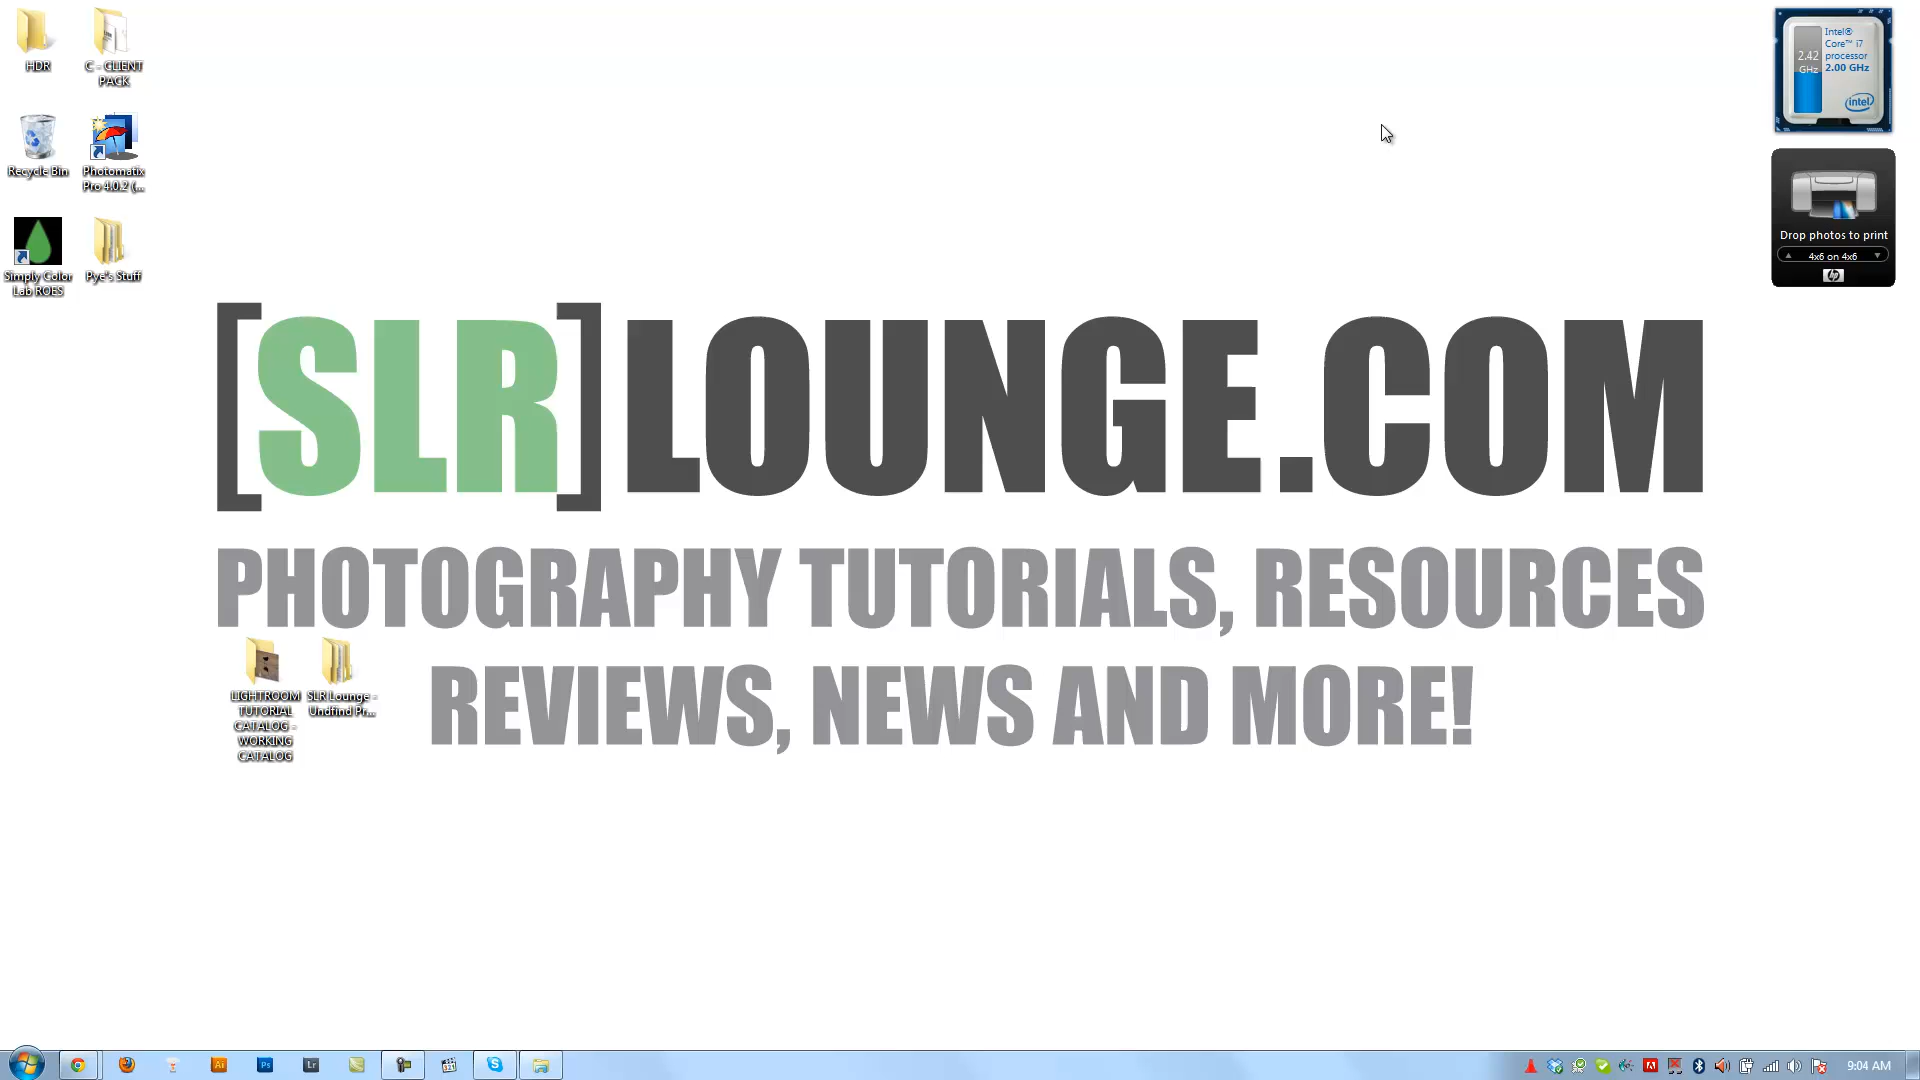 HDR
C - CLIENT
PACK
Recycle Bin
Photomatix
Pro 4.0.2 (...
Simply Color
Lab ROES
Pye's Stuff
2.42
GHz
Intel®
Core™ i7
processor
2.00 GHz
intel
Drop photos to print
4x6 on 4x6
hp
[SLR]LOUNGE.COM
PHOTOGRAPHY TUTORIALS, RESOURCES
REVIEWS, NEWS AND MORE!
LIGHTROOM
TUTORIAL
CATALOG -
WORKING
CATALOG
SLR Lounge -
Undfind Pr...
Ai
Ps
Lr
321
S
9:04 AM